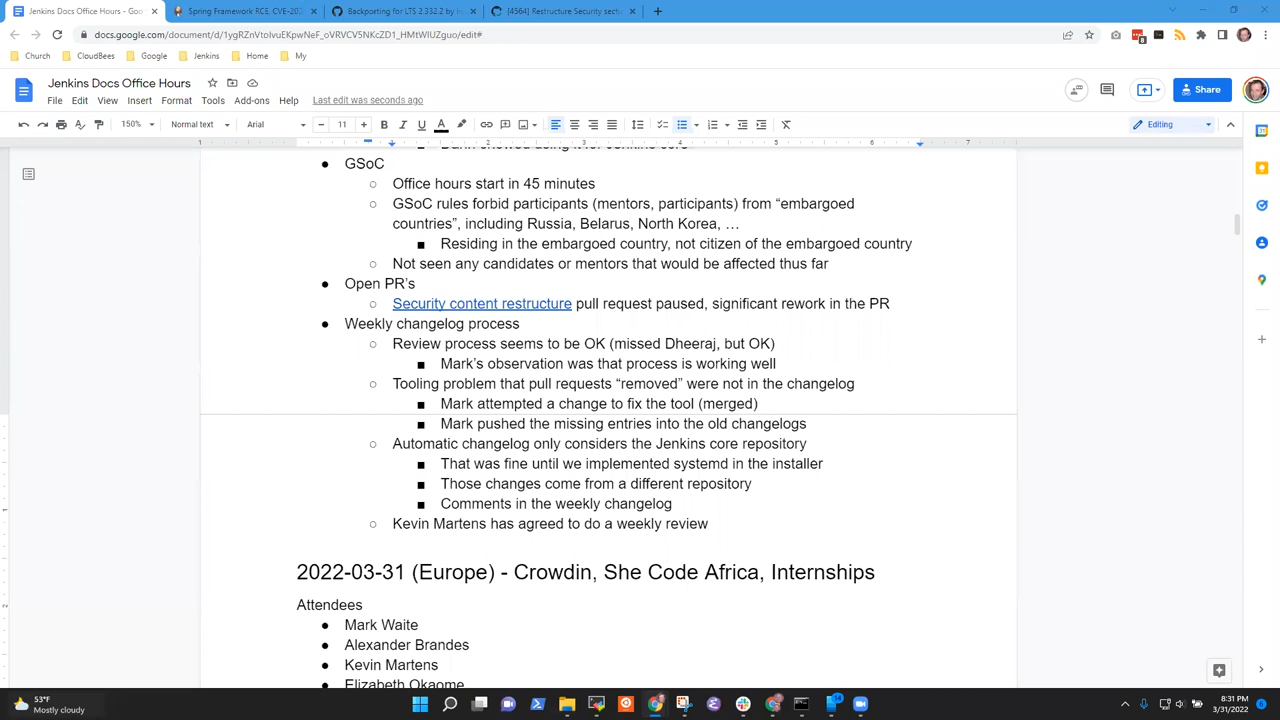 Jenkins Docs Office Hours - Goo
Spring Framework RCE, CVE-202
Backporting for LTS 2.332.2 by
[4564] Restructure Security secti
docs.google.com/document/d/1ygRZnVtoIvuEKpwNeF_oVRVCV5NKcZD1_HMtWIUZguo/edit#
Church
CloudBees
Google
Jenkins
Home
My
Jenkins Docs Office Hours
File Edit View Insert Format Tools Add-ons Help Last edit was seconds ago
Share
150% Normal text Arial 11 Editing
● GSoC
○ Office hours start in 45 minutes
○ GSoC rules forbid participants (mentors, participants) from “embargoed
countries”, including Russia, Belarus, North Korea, …
■ Residing in the embargoed country, not citizen of the embargoed country
○ Not seen any candidates or mentors that would be affected thus far
● Open PR’s
○ Security content restructure pull request paused, significant rework in the PR
● Weekly changelog process
○ Review process seems to be OK (missed Dheeraj, but OK)
■ Mark’s observation was that process is working well
○ Tooling problem that pull requests “removed” were not in the changelog
■ Mark attempted a change to fix the tool (merged)
■ Mark pushed the missing entries into the old changelogs
○ Automatic changelog only considers the Jenkins core repository
■ That was fine until we implemented systemd in the installer
■ Those changes come from a different repository
■ Comments in the weekly changelog
○ Kevin Martens has agreed to do a weekly review
2022-03-31 (Europe) - Crowdin, She Code Africa, Internships
Attendees
● Mark Waite
● Alexander Brandes
● Kevin Martens
Elizabeth Okaome
53°F
Mostly cloudy
8:31 PM
3/31/2022